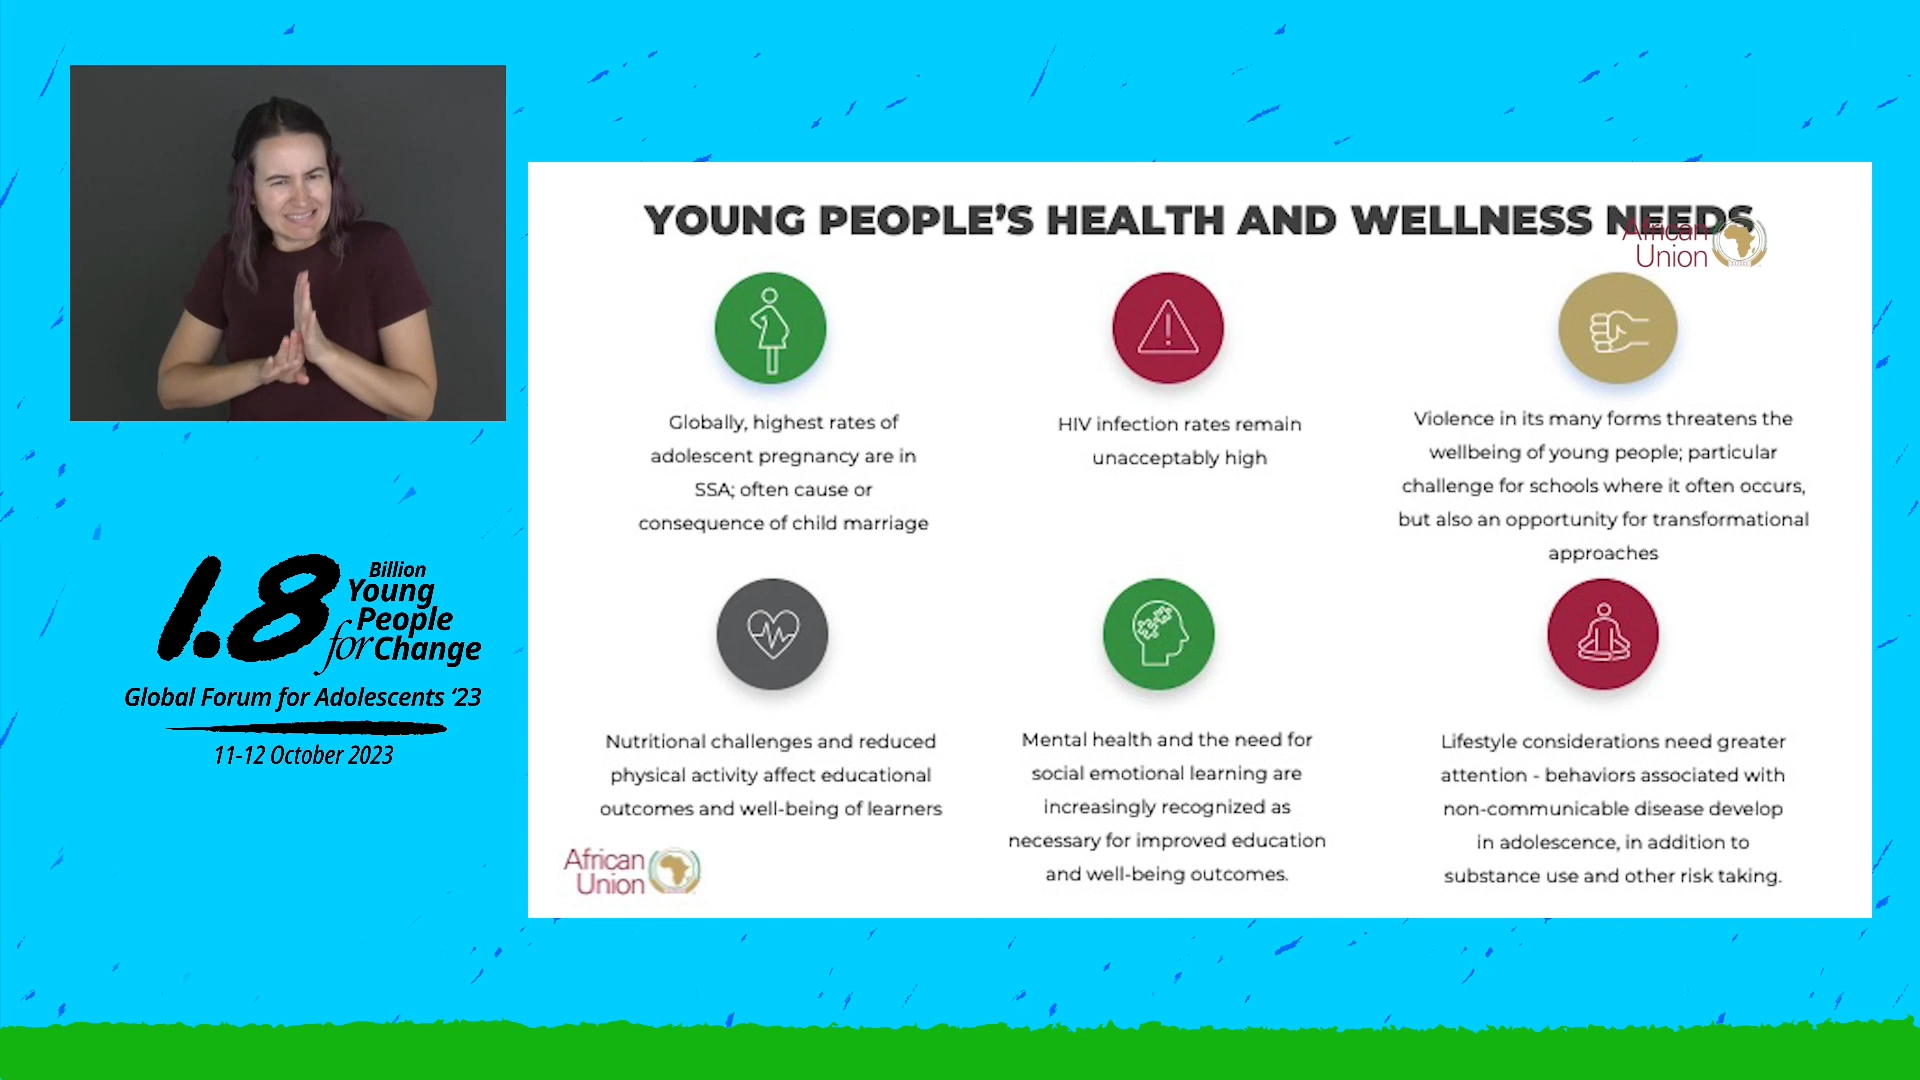 YOUNG PEOPLE'S HEALTH AND WELLNESS NEEDS
African
Union
Globally, highest rates of
adolescent pregnancy are in
SSA; often cause or
consequence of child marriage
HIV infection rates remain
unacceptably high
Violence in its many forms threatens the
wellbeing of young people; particular
challenge for schools where it often occurs,
but also an opportunity for transformational
approaches
Nutritional challenges and reduced
physical activity affect educational
outcomes and well-being of learners
Mental health and the need for
social emotional learning are
increasingly recognized as
necessary for improved education
and well-being outcomes.
Lifestyle considerations need greater
attention - behaviors associated with
non-communicable disease develop
in adolescence, in addition to
substance use and other risk taking.
African
Union
1.8 Billion
Young
People
for Change
Global Forum for Adolescents ‘23
11-12 October 2023